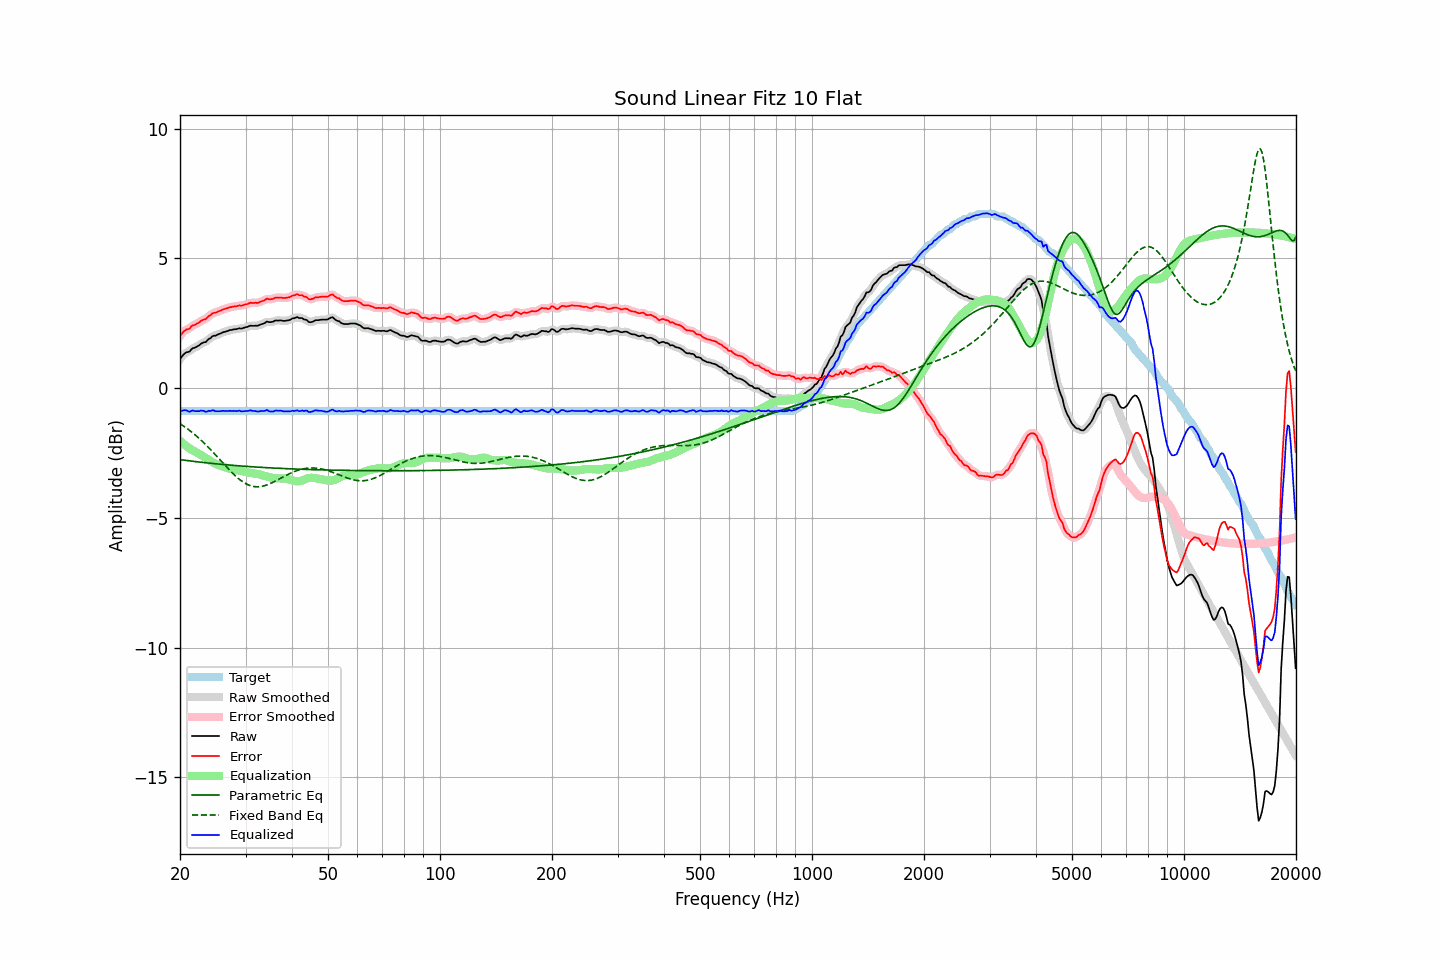 Sound Linear Fitz 10 Flat
10
5
0
−5
−10
−15
Amplitude (dBr)
Target
Raw Smoothed
Error Smoothed
Raw
Error
Equalization
Parametric Eq
Fixed Band Eq
Equalized
20 50 100 200 500 1000 2000 5000 10000 20000
Frequency (Hz)